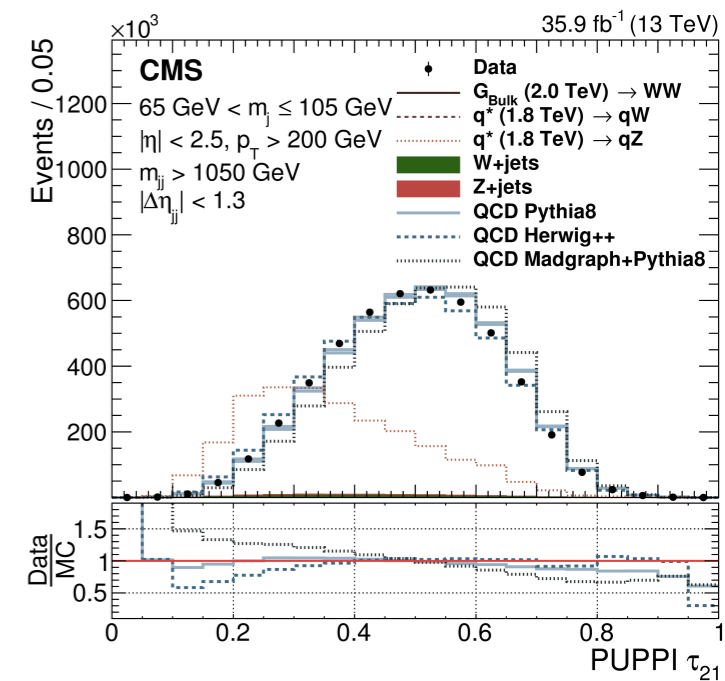 ×10³
35.9 fb⁻¹ (13 TeV)
Events / 0.05
CMS
65 GeV < mⱼ ≤ 105 GeV
|η| < 2.5, p_T > 200 GeV
m_jj > 1050 GeV
|Δη_jj| < 1.3
Data
G_Bulk (2.0 TeV) → WW
q* (1.8 TeV) → qW
q* (1.8 TeV) → qZ
W+jets
Z+jets
QCD Pythia8
QCD Herwig++
QCD Madgraph+Pythia8
1200
1000
800
600
400
200
Data
MC
1.5
1
0.5
0 0.2 0.4 0.6 0.8 1
PUPPI τ₂₁